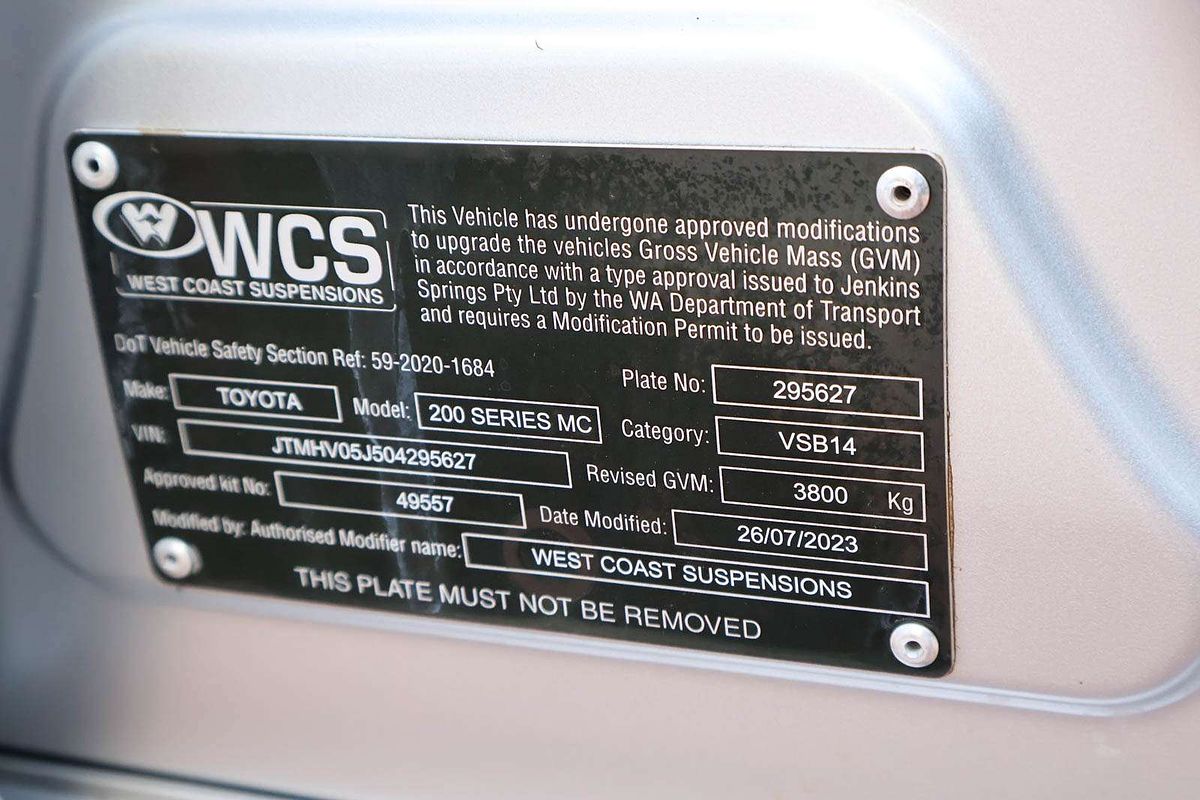 W WCS
WEST COAST SUSPENSIONS
This Vehicle has undergone approved modifications
to upgrade the vehicles Gross Vehicle Mass (GVM)
in accordance with a type approval issued to Jenkins
Springs Pty Ltd by the WA Department of Transport
and requires a Modification Permit to be issued.
DoT Vehicle Safety Section Ref: 59-2020-1684
Plate No: 295627
Make: TOYOTA Model: 200 SERIES MC Category: VSB14
VIN: JTMHV05J504295627 Revised GVM: 3800 Kg
Approved kit No: 49557 Date Modified: 26/07/2023
Modified by: Authorised Modifier name: WEST COAST SUSPENSIONS
THIS PLATE MUST NOT BE REMOVED